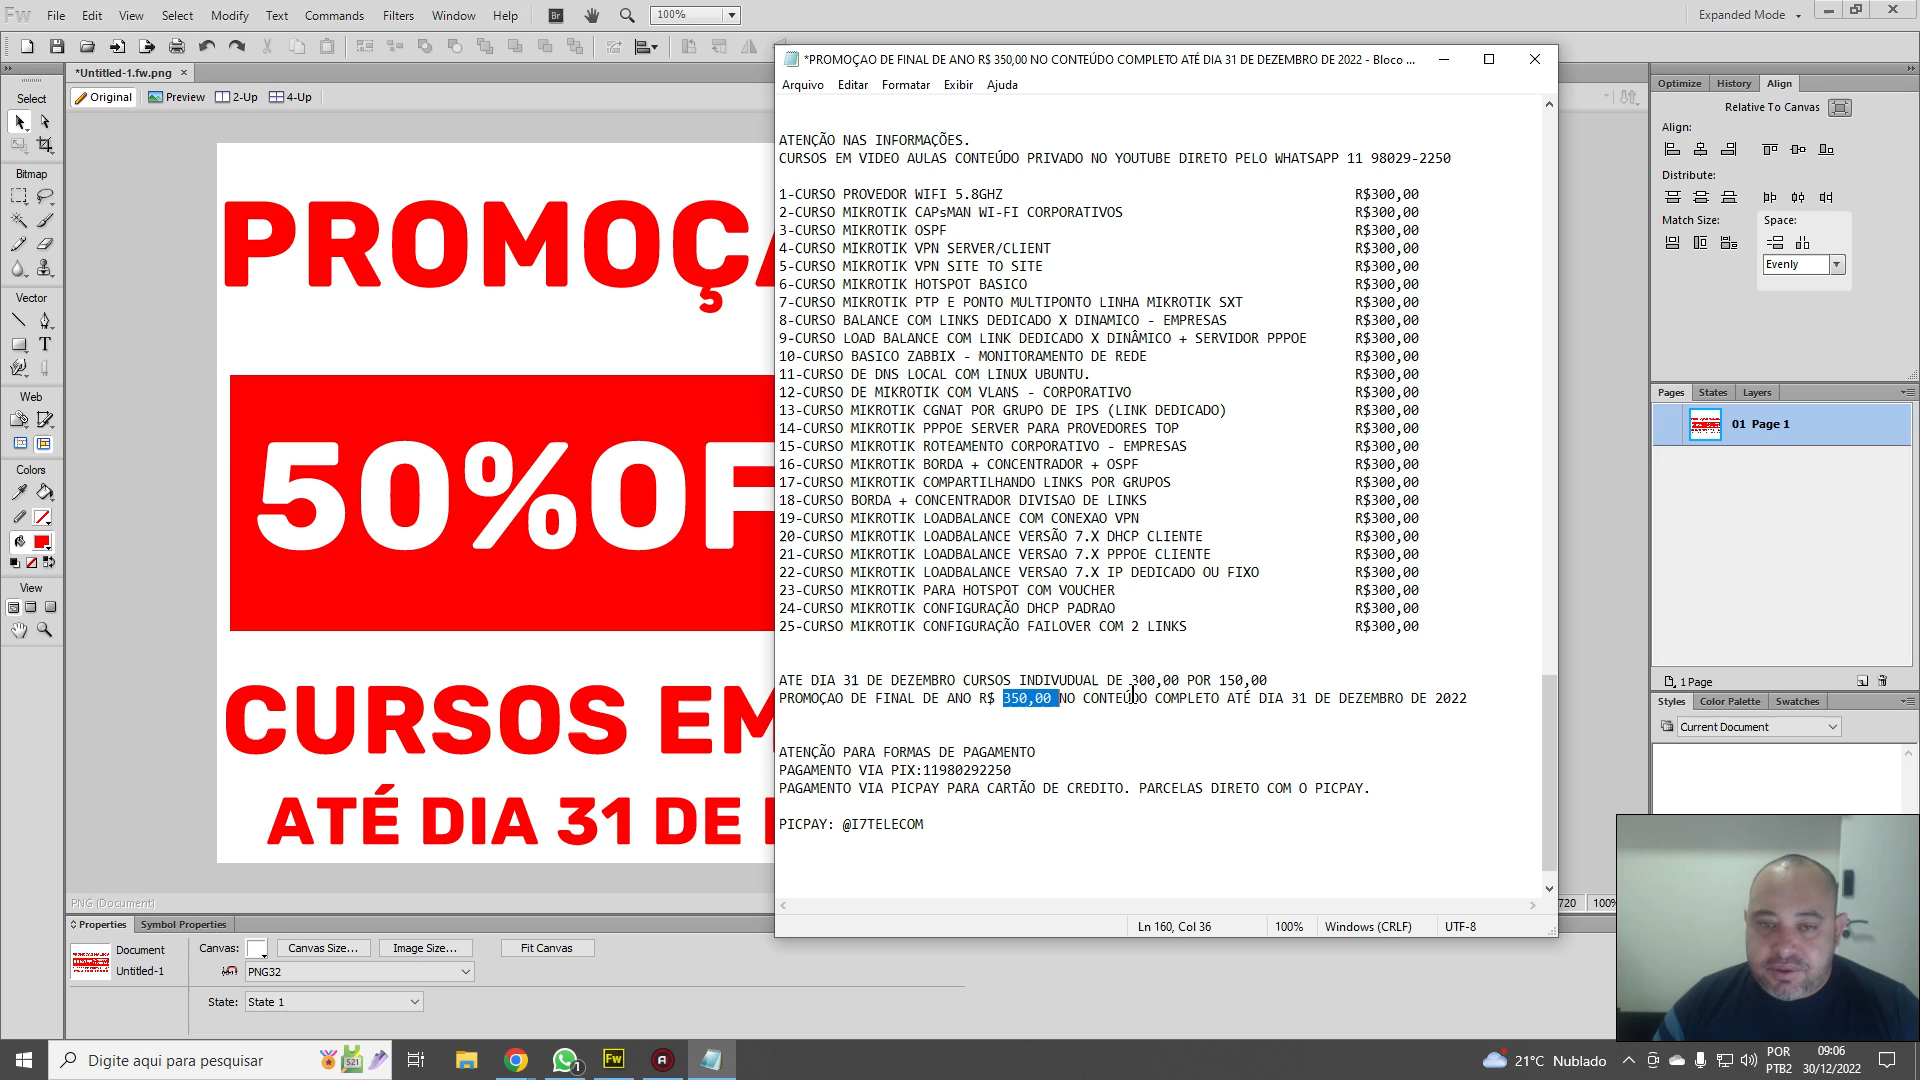 Fw File Edit View Select Modify Text Commands Filters Window Help Br 100% Expanded Mode
*Untitled-1.fw.png
Original Preview 2-Up 4-Up
Select
Bitmap
Vector
Web
Colors
View
PROMOÇA
50%OF
CURSOS EM
ATÉ DIA 31 DE
PNG (Document)
*PROMOÇAO DE FINAL DE ANO R$ 350,00 NO CONTEÚDO COMPLETO ATÉ DIA 31 DE DEZEMBRO DE 2022 - Bloco ...
Arquivo Editar Formatar Exibir Ajuda
ATENÇÃO NAS INFORMAÇÕES.
CURSOS EM VIDEO AULAS CONTEÚDO PRIVADO NO YOUTUBE DIRETO PELO WHATSAPP 11 98029-2250
1-CURSO PROVEDOR WIFI 5.8GHZ R$300,00
2-CURSO MIKROTIK CAPsMAN WI-FI CORPORATIVOS R$300,00
3-CURSO MIKROTIK OSPF R$300,00
4-CURSO MIKROTIK VPN SERVER/CLIENT R$300,00
5-CURSO MIKROTIK VPN SITE TO SITE R$300,00
6-CURSO MIKROTIK HOTSPOT BASICO R$300,00
7-CURSO MIKROTIK PTP E PONTO MULTIPONTO LINHA MIKROTIK SXT R$300,00
8-CURSO BALANCE COM LINKS DEDICADO X DINAMICO - EMPRESAS R$300,00
9-CURSO LOAD BALANCE COM LINK DEDICADO X DINÂMICO + SERVIDOR PPPOE R$300,00
10-CURSO BASICO ZABBIX - MONITORAMENTO DE REDE R$300,00
11-CURSO DE DNS LOCAL COM LINUX UBUNTU. R$300,00
12-CURSO DE MIKROTIK COM VLANS - CORPORATIVO R$300,00
13-CURSO MIKROTIK CGNAT POR GRUPO DE IPS (LINK DEDICADO) R$300,00
14-CURSO MIKROTIK PPPOE SERVER PARA PROVEDORES TOP R$300,00
15-CURSO MIKROTIK ROTEAMENTO CORPORATIVO - EMPRESAS R$300,00
16-CURSO MIKROTIK BORDA + CONCENTRADOR + OSPF R$300,00
17-CURSO MIKROTIK COMPARTILHANDO LINKS POR GRUPOS R$300,00
18-CURSO BORDA + CONCENTRADOR DIVISAO DE LINKS R$300,00
19-CURSO MIKROTIK LOADBALANCE COM CONEXAO VPN R$300,00
20-CURSO MIKROTIK LOADBALANCE VERSÃO 7.X DHCP CLIENTE R$300,00
21-CURSO MIKROTIK LOADBALANCE VERSAO 7.X PPPOE CLIENTE R$300,00
22-CURSO MIKROTIK LOADBALANCE VERSAO 7.X IP DEDICADO OU FIXO R$300,00
23-CURSO MIKROTIK PARA HOTSPOT COM VOUCHER R$300,00
24-CURSO MIKROTIK CONFIGURAÇÃO DHCP PADRAO R$300,00
25-CURSO MIKROTIK CONFIGURAÇÃO FAILOVER COM 2 LINKS R$300,00
ATE DIA 31 DE DEZEMBRO CURSOS INDIVUDUAL DE 300,00 POR 150,00
PROMOÇAO DE FINAL DE ANO R$ 350,00 NO CONTEÚDO COMPLETO ATÉ DIA 31 DE DEZEMBRO DE 2022
ATENÇÃO PARA FORMAS DE PAGAMENTO
PAGAMENTO VIA PIX:11980292250
PAGAMENTO VIA PICPAY PARA CARTÃO DE CREDITO. PARCELAS DIRETO COM O PICPAY.
PICPAY: @I7TELECOM
Ln 160, Col 36 100% Windows (CRLF) UTF-8
720 100%
Optimize History Align
Relative To Canvas
Align:
Distribute:
Match Size: Space:
Evenly
Pages States Layers
01 Page 1
1 Page
Styles Color Palette Swatches
Current Document
Properties Symbol Properties
Document
Untitled-1
Canvas: Canvas Size... Image Size... Fit Canvas
PNG32
State: State 1
Digite aqui para pesquisar
521
1
Fw
21°C Nublado
POR
PTB2
09:06
30/12/2022